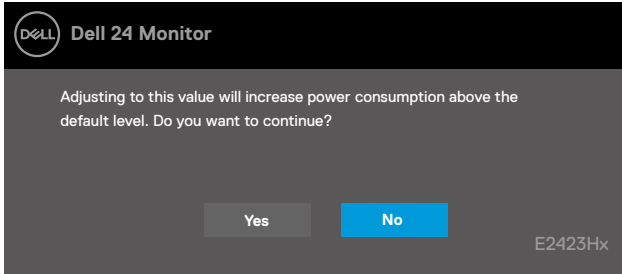 DELL
Dell 24 Monitor
Adjusting to this value will increase power consumption above the
default level. Do you want to continue?
Yes
No
E2423Hx